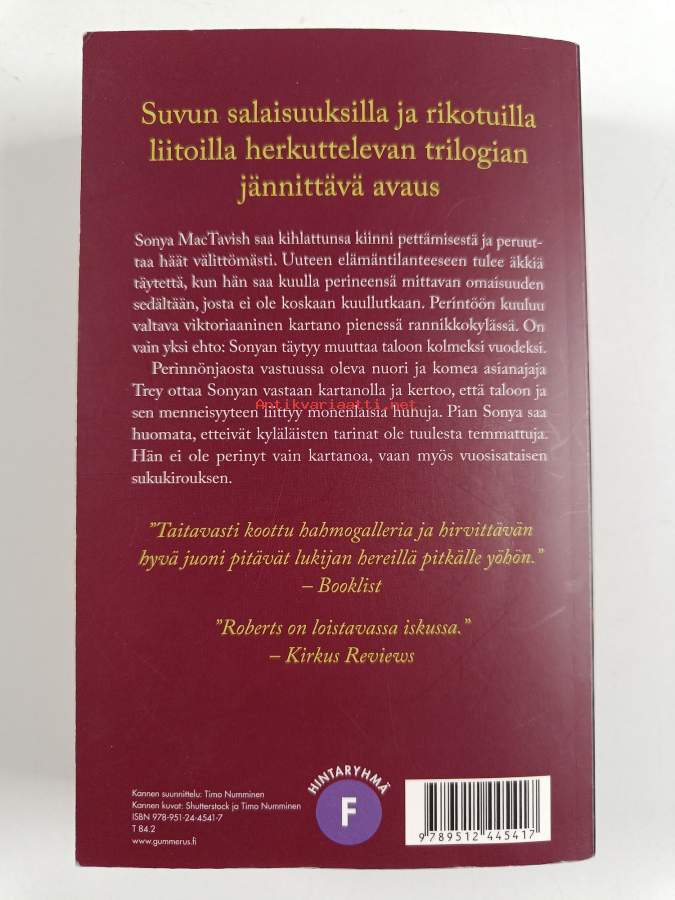 Suvun salaisuuksilla ja rikotuilla
liitoilla herkuttelevan trilogian
jännittävä avaus
Sonya MacTavish saa kihlattunsa kiinni pettämisestä ja peruut-
taa häät välittömästi. Uuteen elämäntilanteeseen tulee äkkiä
täytettä, kun hän saa kuulla perineensä mittavan omaisuuden
sedältään, josta ei ole koskaan kuullutkaan. Perintöön kuuluu
valtava viktoriaaninen kartano pienessä rannikkokylässä. On
vain yksi ehto: Sonyan täytyy muuttaa taloon kolmeksi vuodeksi.
Perinnönjaosta vastuussa oleva nuori ja komea asianajaja
Trey ottaa Sonyan vastaan kartanolla ja kertoo, että taloon ja
sen menneisyyteen liittyy monenlaisia huhuja. Pian Sonya saa
Antikvariaatti.net
huomata, etteivät kyläläisten tarinat ole tuulesta temmattuja.
Hän ei ole perinyt vain kartanoa, vaan myös vuosisataisen
sukukirouksen.
"Taitavasti koottu hahmogalleria ja hirvittävän
hyvä juoni pitävät lukijan hereillä pitkälle yöhön."
– Booklist
"Roberts on loistavassa iskussa."
– Kirkus Reviews
Kannen suunnittelu: Timo Numminen
Kannen kuvat: Shutterstock ja Timo Numminen
ISBN 978-951-24-4541-7
T 84.2
www.gummerus.fi
HINTARYHMÄ
F
9789512445417